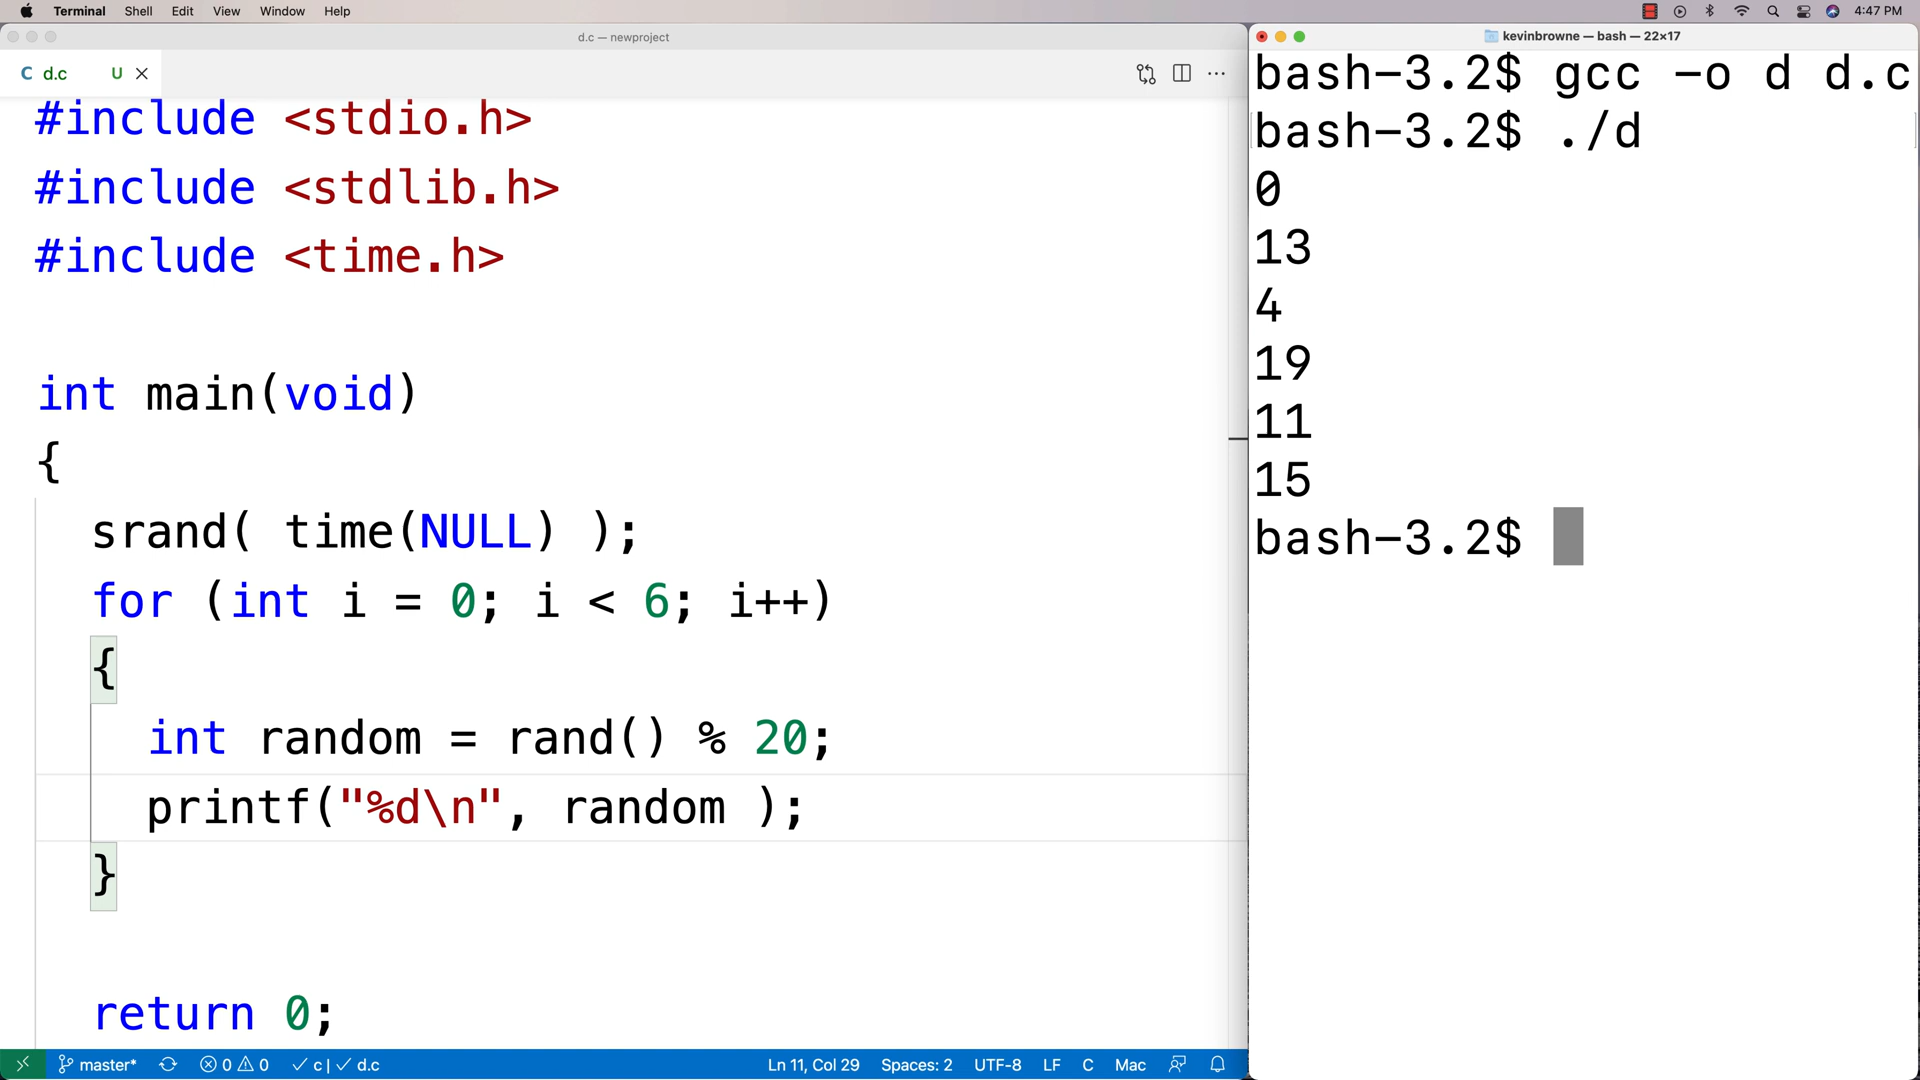 Terminal Shell Edit View Window Help 4:47 PM
d.c — newproject
C d.c U
#include <stdio.h>
#include <stdlib.h>
#include <time.h>
int main(void)
{
srand( time(NULL) );
for (int i = 0; i < 6; i++)
{
int random = rand() % 20;
printf("%d\n", random );
}
return 0;
master* 0 0 c | d.c Ln 11, Col 29 Spaces: 2 UTF-8 LF C Mac
kevinbrowne — bash — 22×17
bash-3.2$ gcc -o d d.c
bash-3.2$ ./d
0
13
4
19
11
15
bash-3.2$